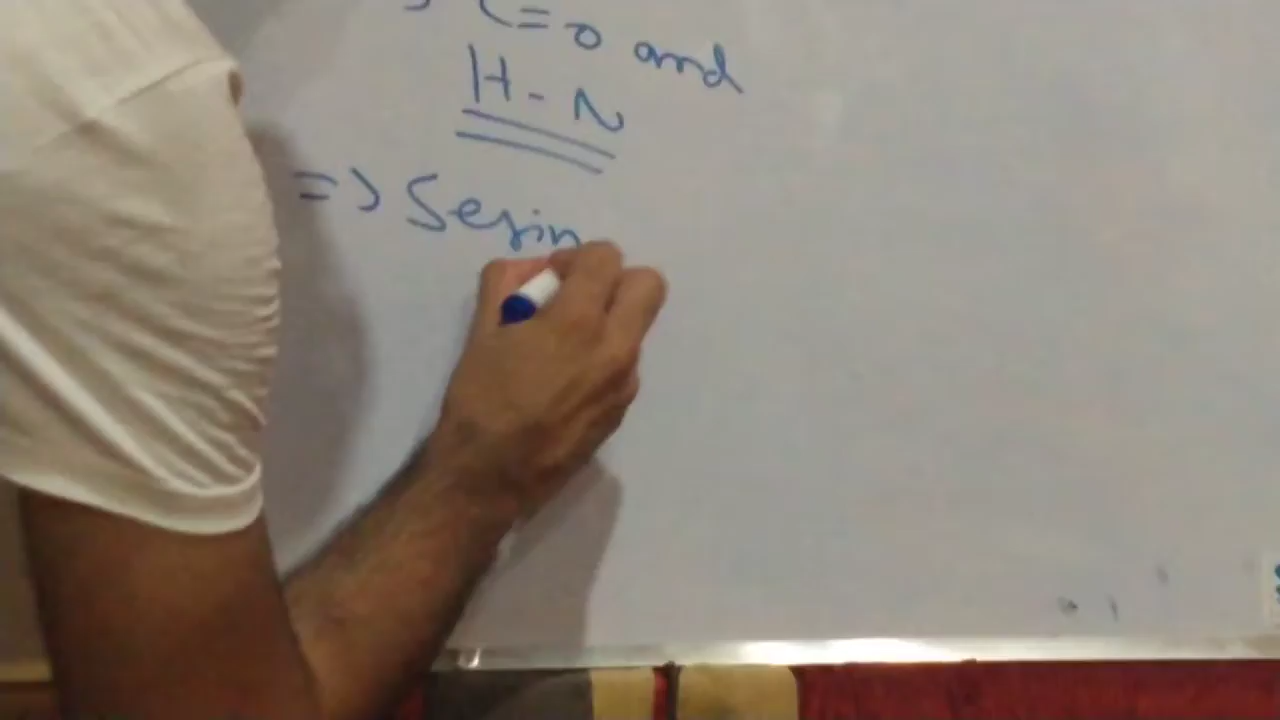 C=O and
H-N
=> Serin